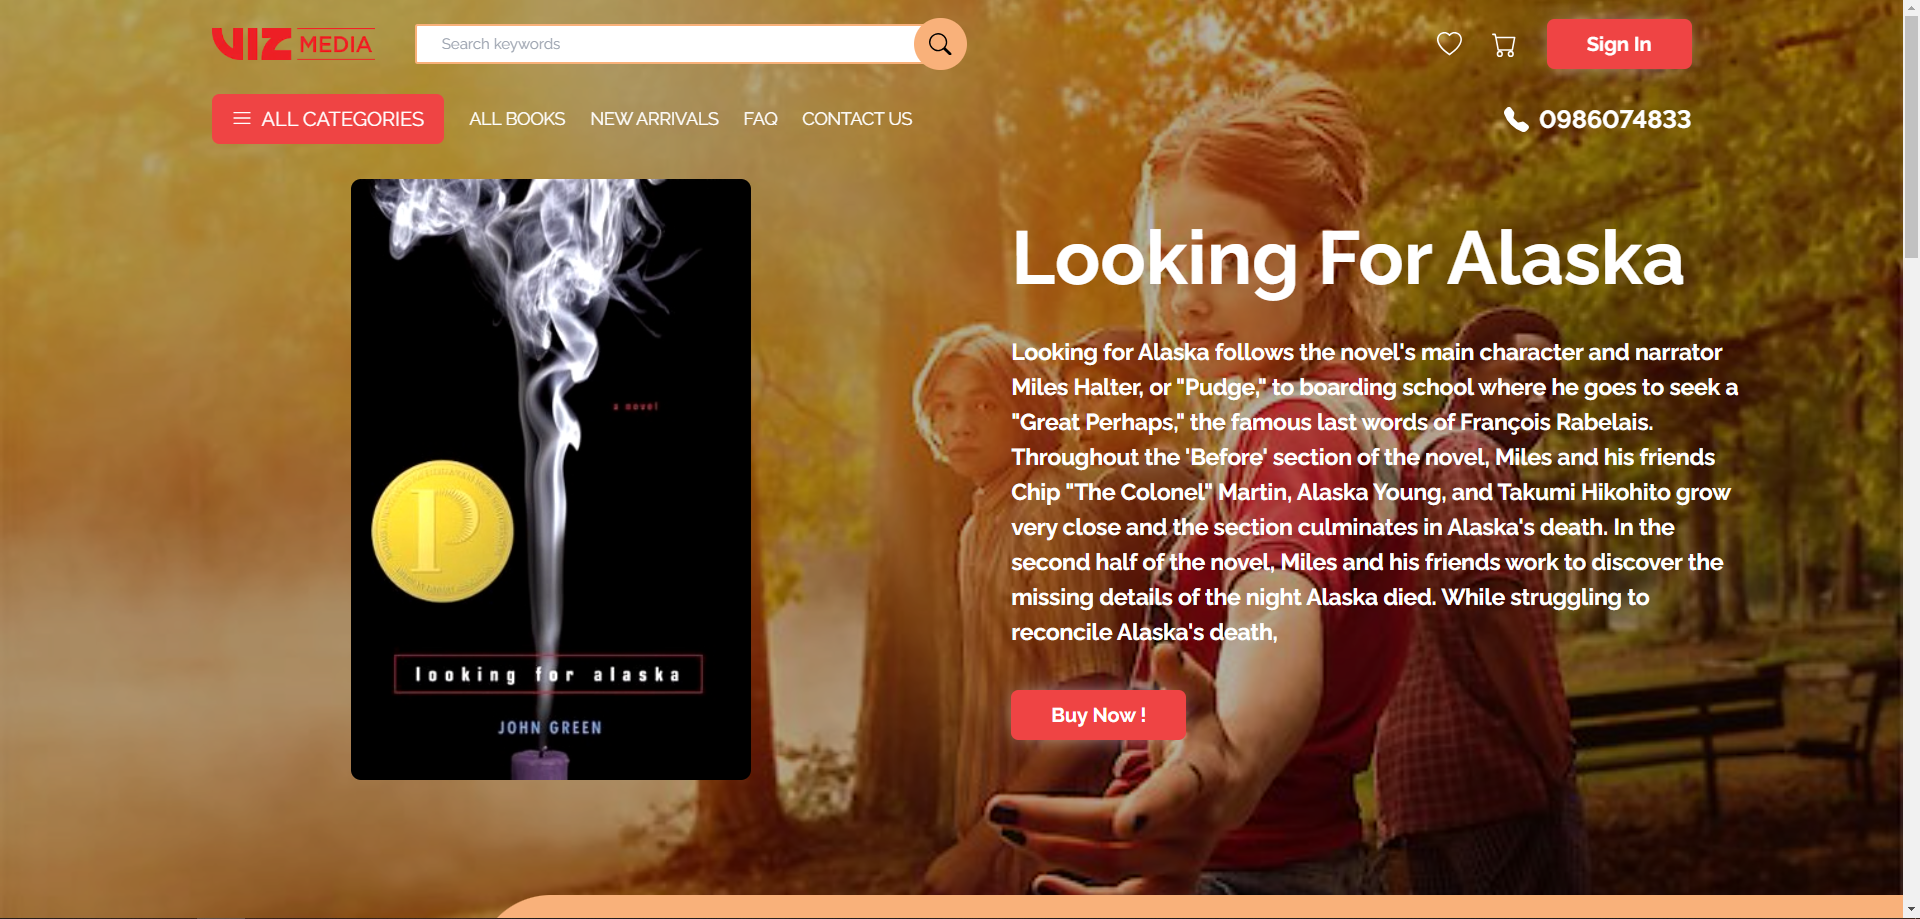 VIZ MEDIA
Search keywords
Sign In
ALL CATEGORIES
ALL BOOKS
NEW ARRIVALS
FAQ
CONTACT US
0986074833
a novel
P
looking for alaska
JOHN GREEN
Looking For Alaska
Looking for Alaska follows the novel's main character and narrator
Miles Halter, or "Pudge," to boarding school where he goes to seek a
"Great Perhaps," the famous last words of François Rabelais.
Throughout the 'Before' section of the novel, Miles and his friends
Chip "The Colonel" Martin, Alaska Young, and Takumi Hikohito grow
very close and the section culminates in Alaska's death. In the
second half of the novel, Miles and his friends work to discover the
missing details of the night Alaska died. While struggling to
reconcile Alaska's death,
Buy Now !